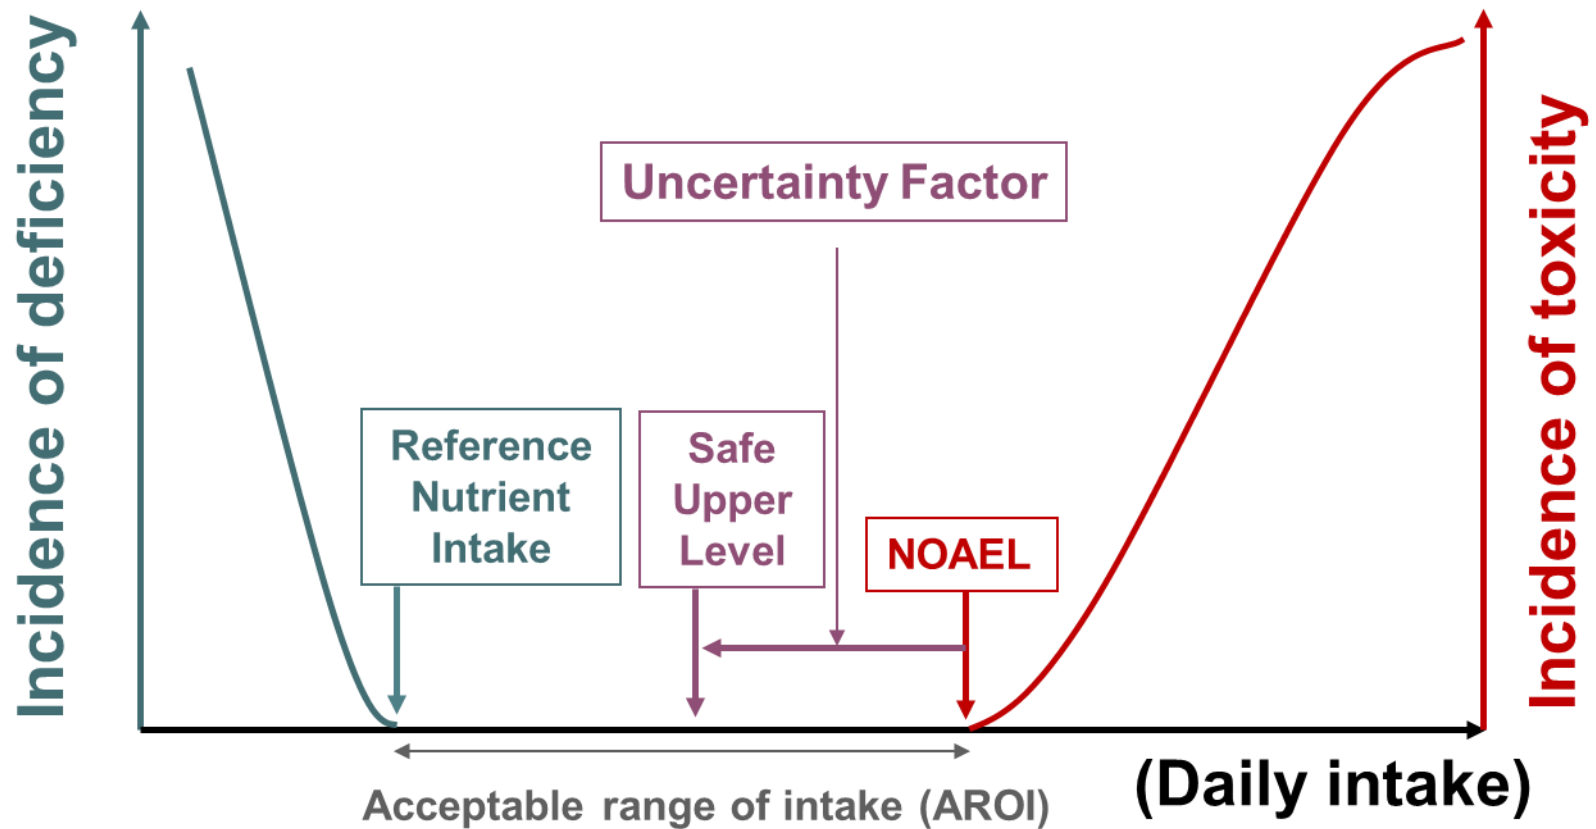 Incidence of deficiency
Uncertainty Factor
Reference
Nutrient
Intake
Safe
Upper
Level
NOAEL
Incidence of toxicity
(Daily intake)
Acceptable range of intake (AROI)